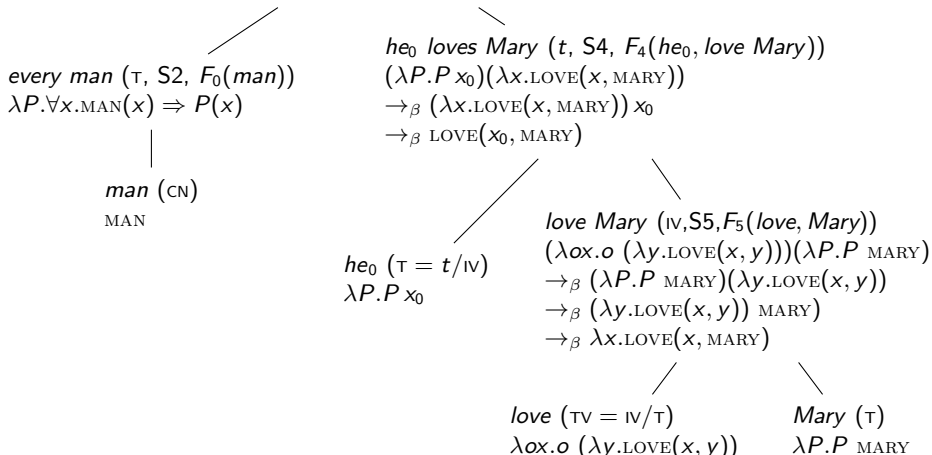 he₀ loves Mary (t, S4, F₄(he₀, love Mary))
(λP.P x₀)(λx.LOVE(x, MARY))
→β (λx.LOVE(x, MARY)) x₀
→β LOVE(x₀, MARY)
every man (T, S2, F₀(man))
λP.∀x.MAN(x) ⇒ P(x)
man (CN)
MAN
he₀ (T = t/IV)
λP.P x₀
love Mary (IV,S5,F₅(love, Mary))
(λox.o (λy.LOVE(x, y)))(λP.P MARY)
→β (λP.P MARY)(λy.LOVE(x, y))
→β (λy.LOVE(x, y)) MARY)
→β λx.LOVE(x, MARY)
love (TV = IV/T)
λox.o (λy.LOVE(x, y))
Mary (T)
λP.P MARY